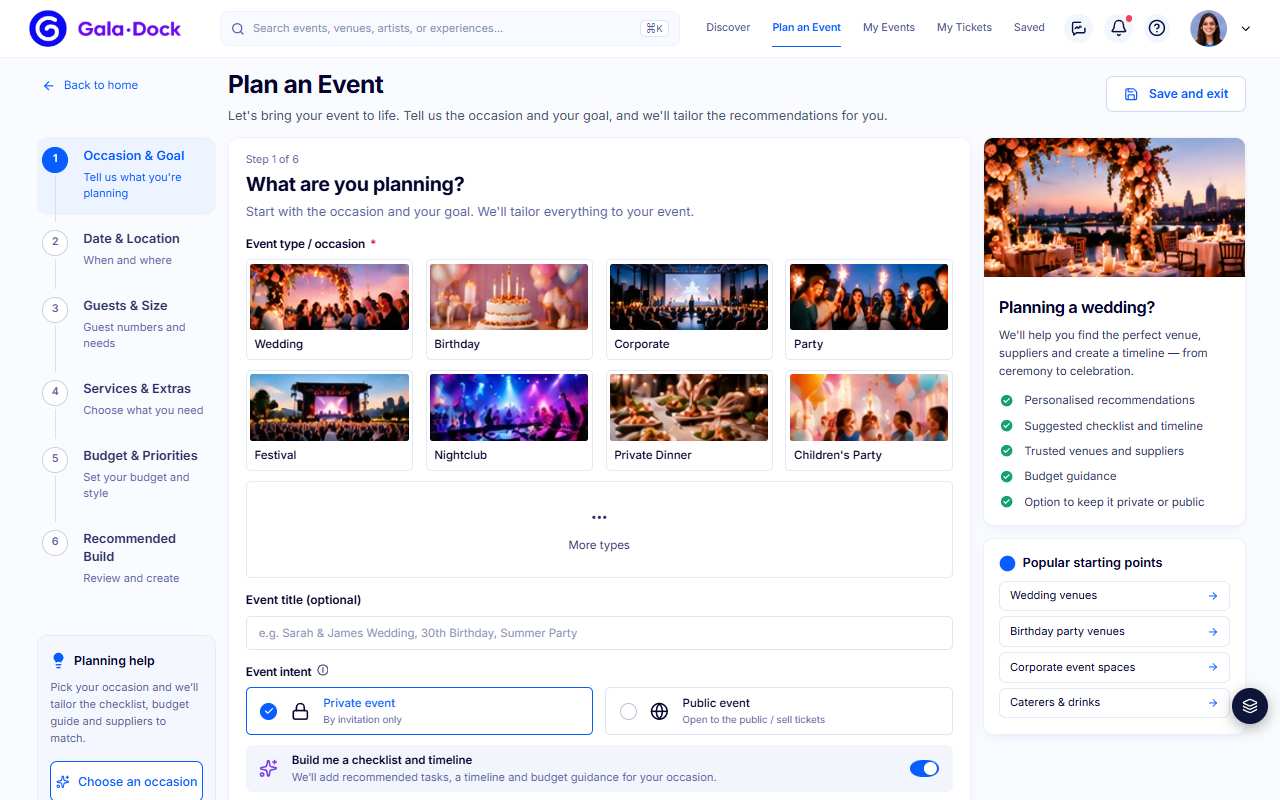 Gala·Dock
Search events, venues, artists, or experiences...
⌘K
Discover
Plan an Event
My Events
My Tickets
Saved
Back to home
Plan an Event
Let's bring your event to life. Tell us the occasion and your goal, and we'll tailor the recommendations for you.
Save and exit
1
Occasion & Goal
Tell us what you're
planning
2
Date & Location
When and where
3
Guests & Size
Guest numbers and
needs
4
Services & Extras
Choose what you need
5
Budget & Priorities
Set your budget and
style
6
Recommended
Build
Review and create
Planning help
Pick your occasion and we'll
tailor the checklist, budget
guide and suppliers to
match.
Choose an occasion
Step 1 of 6
What are you planning?
Start with the occasion and your goal. We'll tailor everything to your event.
Event type / occasion *
Wedding
Birthday
Corporate
Party
Festival
Nightclub
Private Dinner
Children's Party
More types
Event title (optional)
e.g. Sarah & James Wedding, 30th Birthday, Summer Party
Event intent
Private event
By invitation only
Public event
Open to the public / sell tickets
Build me a checklist and timeline
We'll add recommended tasks, a timeline and budget guidance for your occasion.
Planning a wedding?
We'll help you find the perfect venue,
suppliers and create a timeline — from
ceremony to celebration.
Personalised recommendations
Suggested checklist and timeline
Trusted venues and suppliers
Budget guidance
Option to keep it private or public
Popular starting points
Wedding venues
Birthday party venues
Corporate event spaces
Caterers & drinks